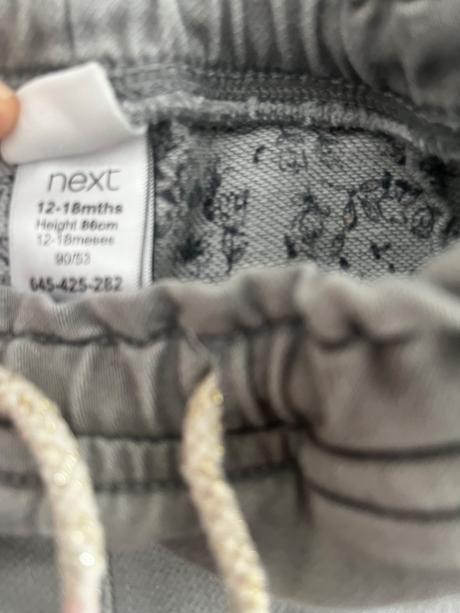 next
12-18mths
Height 86cm
12-18meses
90/53
645-425-282